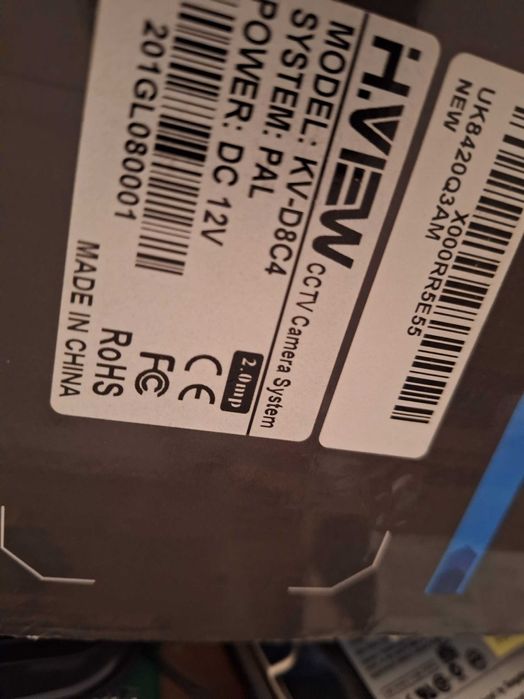 H.VIEW CCTV Camera System
MODEL: KV-D8C4
SYSTEM: PAL
POWER: DC 12V
201GL080001
2.0mp
CE
FC
RoHS
MADE IN CHINA
X000RR5E55
UK8420Q3AM
NEW